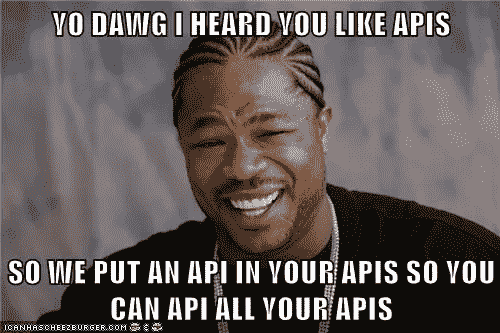 YO DAWG I HEARD YOU LIKE APIS
SO WE PUT AN API IN YOUR APIS SO YOU
CAN API ALL YOUR APIS
ICANHASCHEEZBURGER.COM